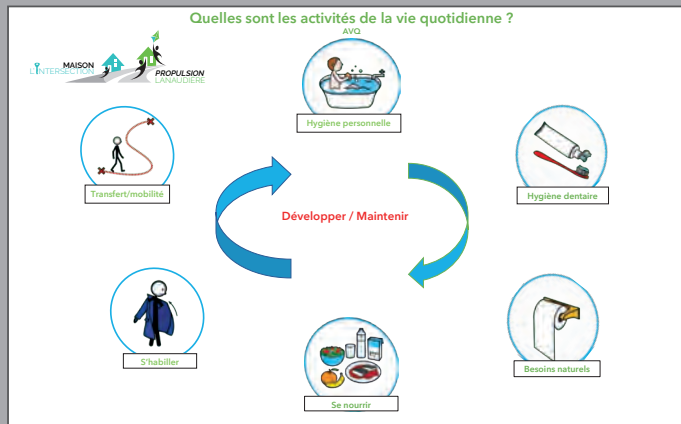 Quelles sont les activités de la vie quotidienne ?
AVQ
MAISON
L'INTERSECTION
PROPULSION
LANAUDIÈRE
Hygiène personnelle
Transfert/mobilité
Hygiène dentaire
Développer / Maintenir
S'habiller
Besoins naturels
Se nourrir